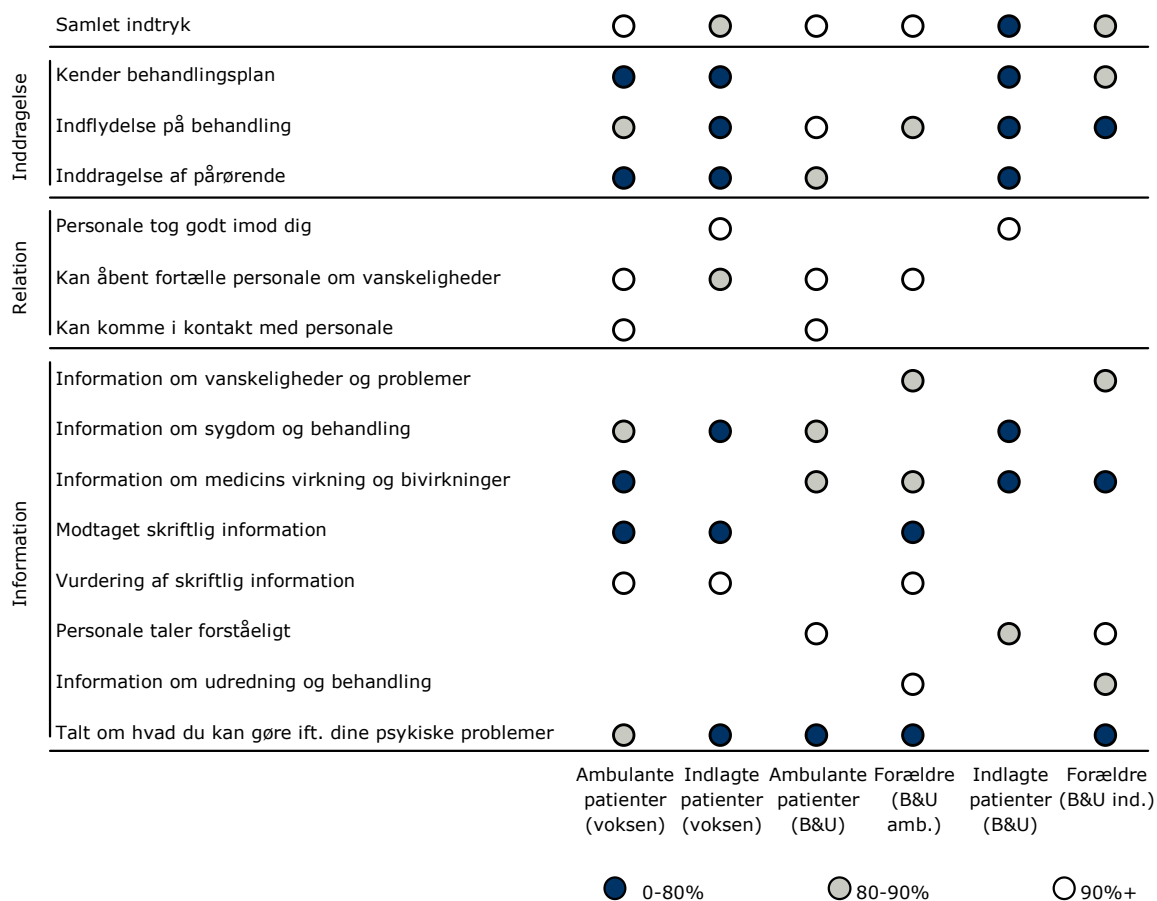 Samlet indtryk
Inddragelse
Kender behandlingsplan
Indflydelse på behandling
Inddragelse af pårørende
Relation
Personale tog godt imod dig
Kan åbent fortælle personale om vanskeligheder
Kan komme i kontakt med personale
Information
Information om vanskeligheder og problemer
Information om sygdom og behandling
Information om medicins virkning og bivirkninger
Modtaget skriftlig information
Vurdering af skriftlig information
Personale taler forståeligt
Information om udredning og behandling
Talt om hvad du kan gøre ift. dine psykiske problemer
Ambulante Indlagte Ambulante Forældre Indlagte Forældre
patienter patienter patienter (B&U patienter (B&U ind.)
(voksen) (voksen) (B&U) amb.) (B&U)
0-80% 80-90% 90%+